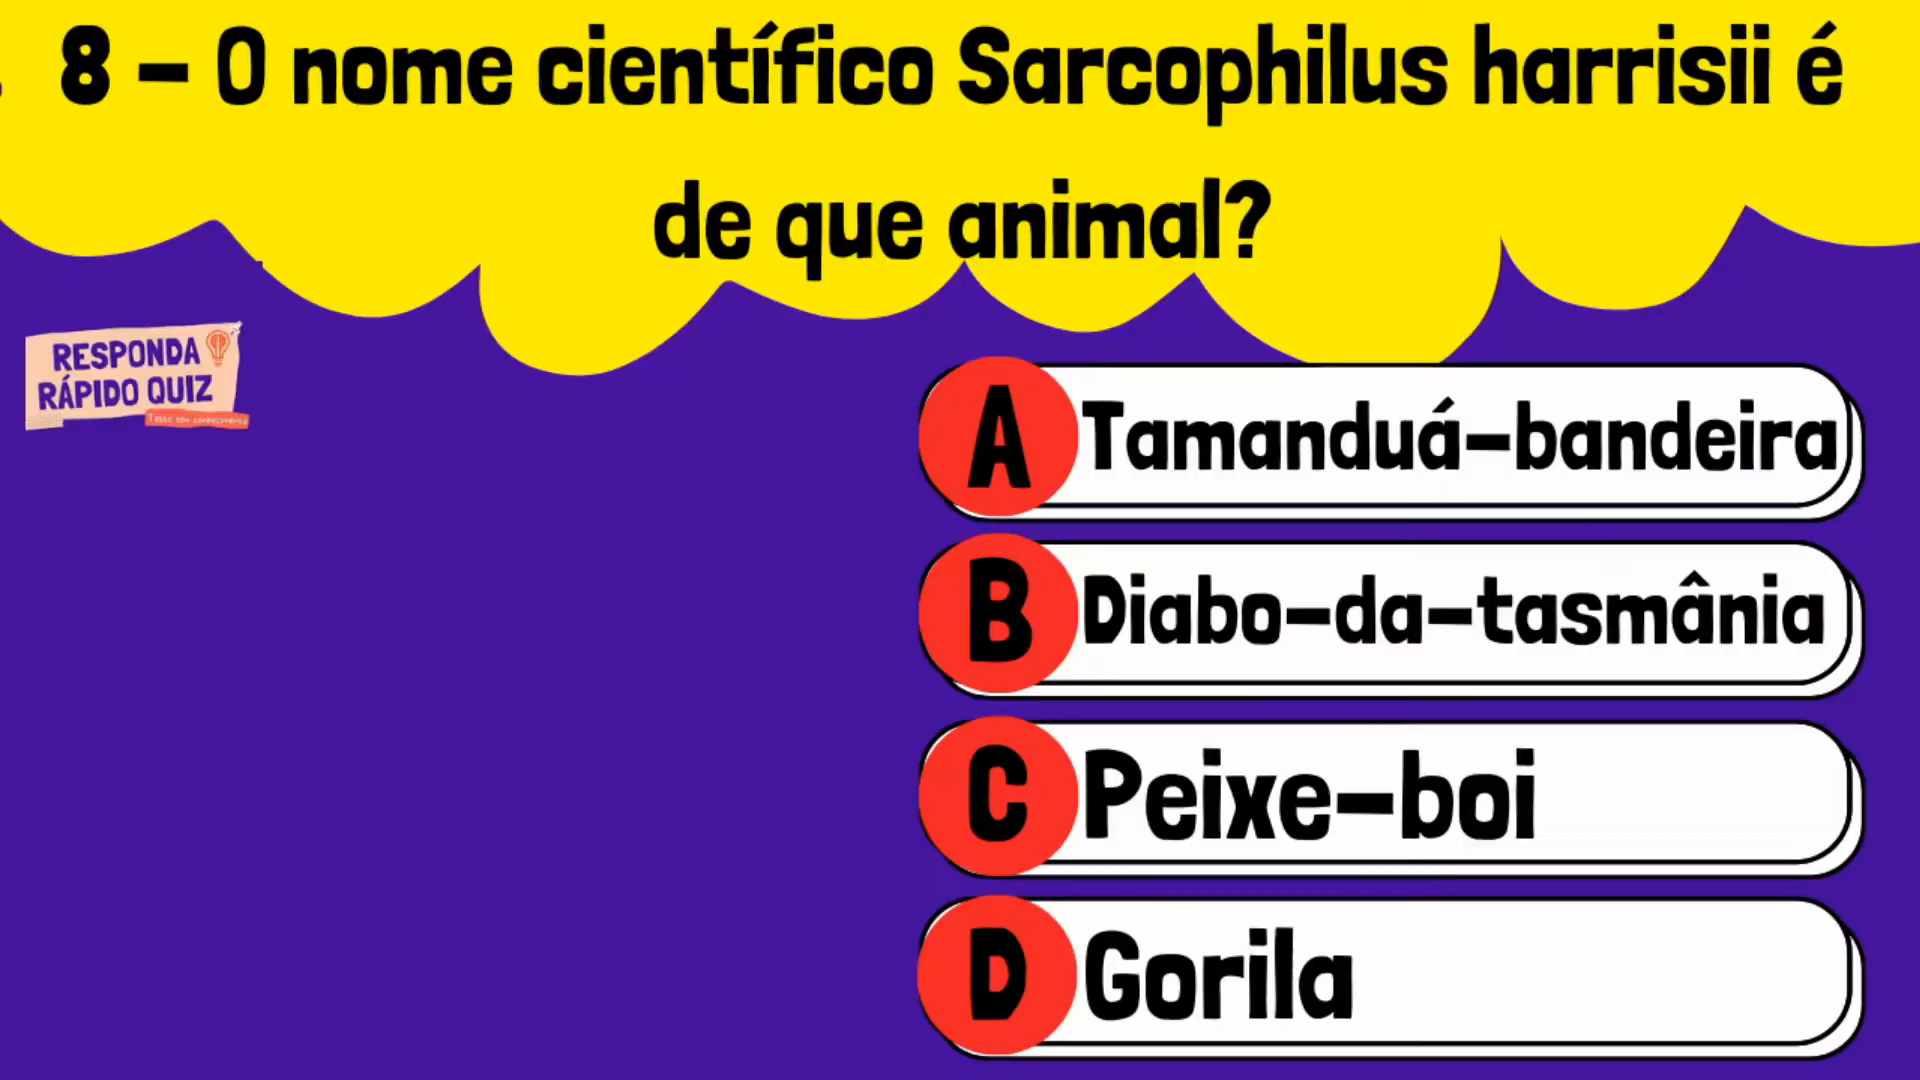 8 – O nome científico Sarcophilus harrisii é
de que animal?
RESPONDA
RÁPIDO QUIZ
A Tamanduá-bandeira
B Diabo-da-tasmânia
C Peixe-boi
D Gorila